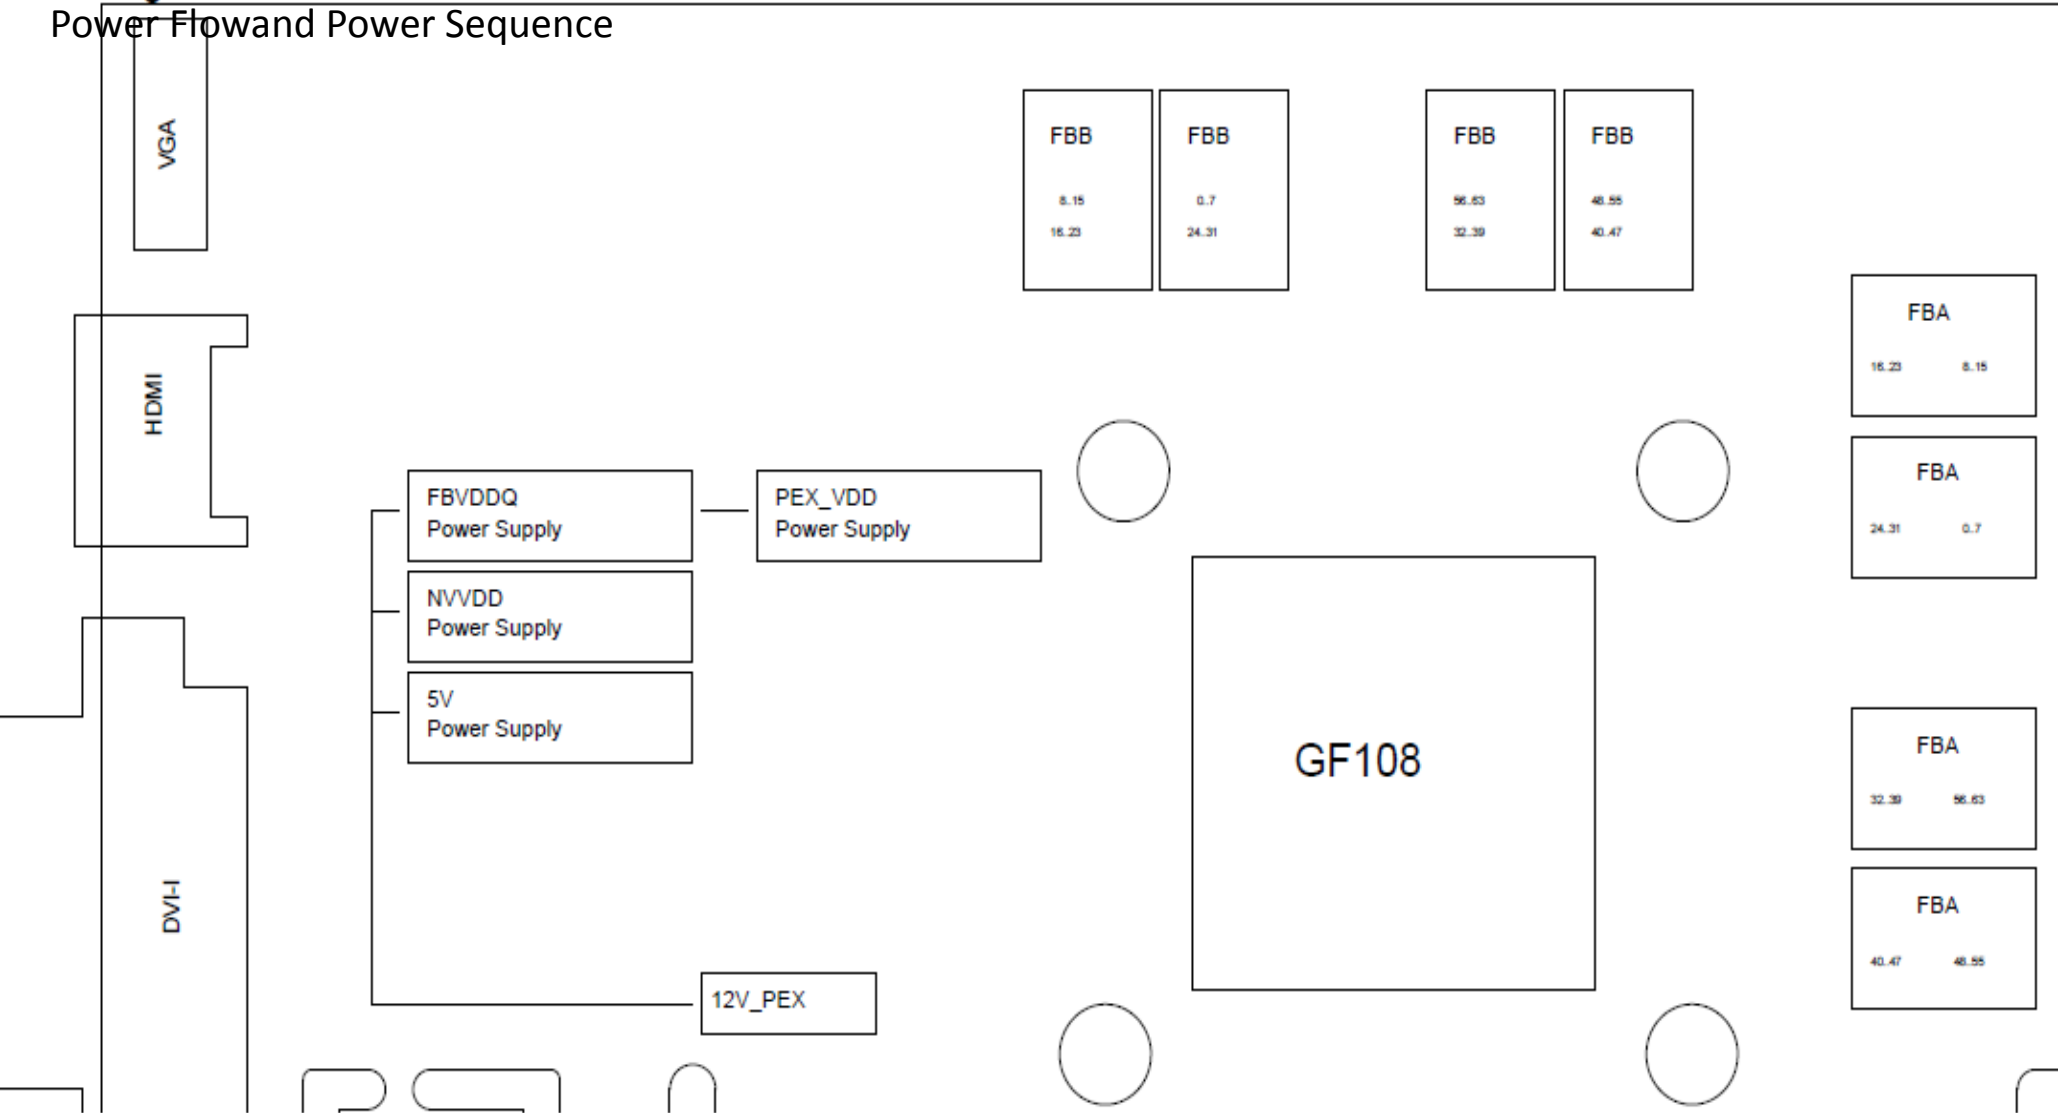 Power Flowand Power Sequence
VGA
FBB
8..15
16..23
FBB
0..7
24..31
FBB
56..63
32..39
FBB
48..55
40..47
HDMI
FBA
16..23 8..15
FBA
24..31 0..7
FBVDDQ
Power Supply
PEX_VDD
Power Supply
NVVDD
Power Supply
5V
Power Supply
GF108
FBA
32..39 56..63
FBA
40..47 48..55
DVI-I
12V_PEX